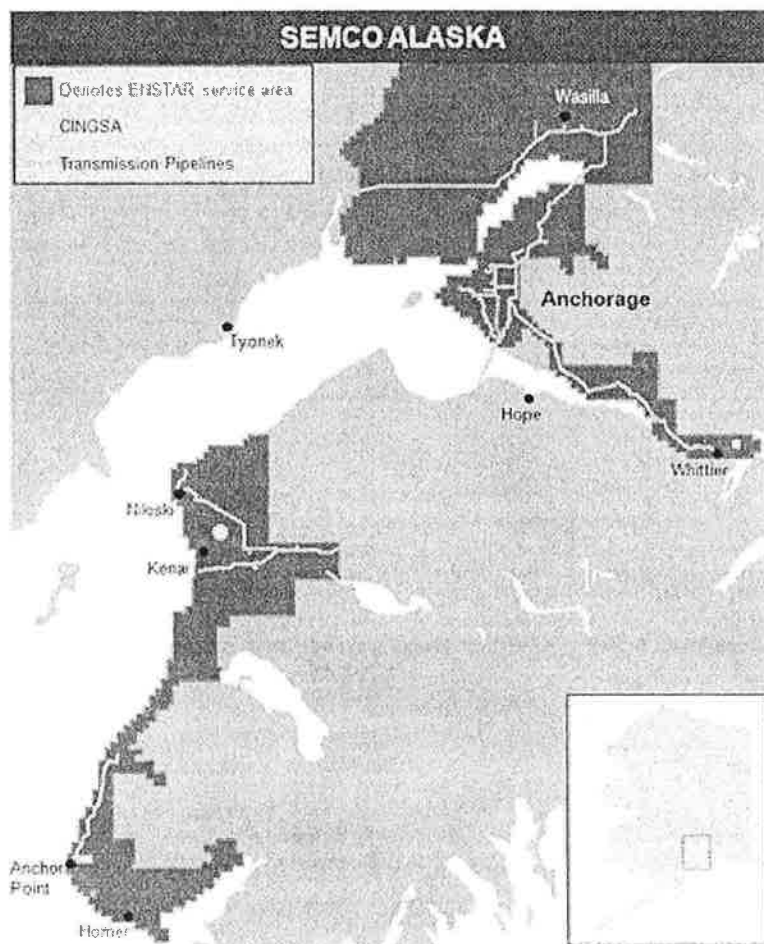 SEMCO ALASKA
Denotes ENSTAR service area
CINGSA
Transmission Pipelines
Wasilla
Anchorage
Tyonek
Hope
Whittier
Nikiski
Kenai
Anchor
Point
Homer